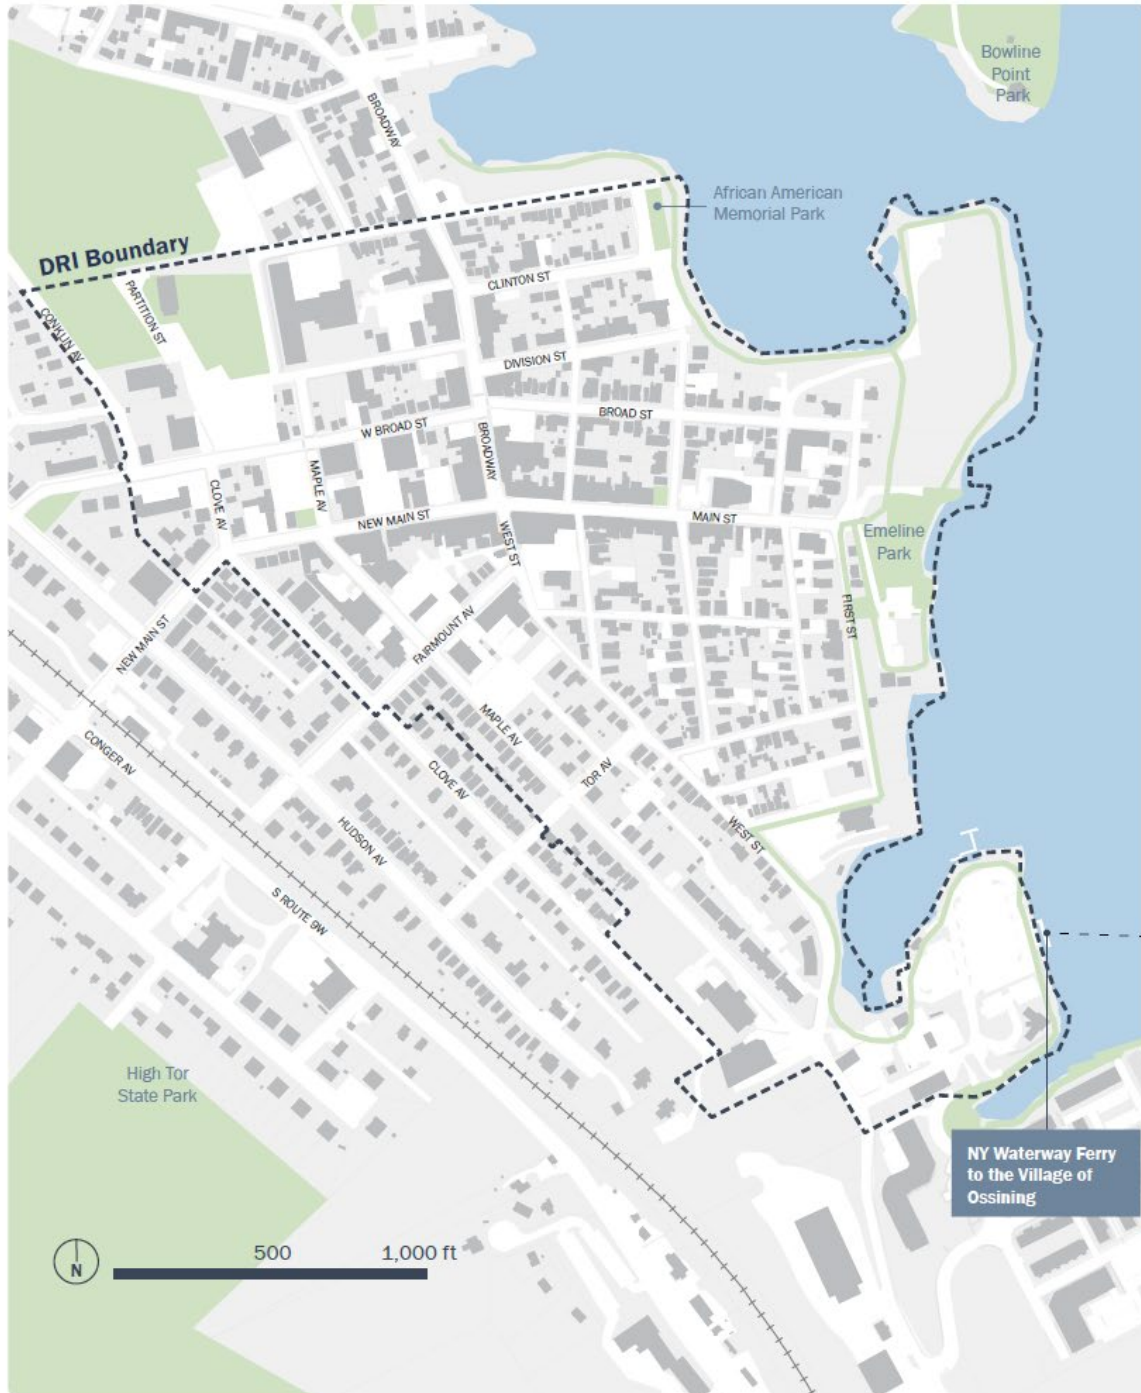 Bowline
Point
Park
BROADWAY
African American
Memorial Park
DRI Boundary
PARTITION ST
CLINTON ST
CONKLIN AV
DIVISION ST
BROAD ST
W BROAD ST
BROADWAY
MAPLE AV
CLOVE AV
NEW MAIN ST
MAIN ST
WEST ST
Emeline
Park
FIRST ST
NEW MAIN ST
FAIRMOUNT AV
MAPLE AV
CONGER AV
CLOVE AV
TOR AV
HUDSON AV
WEST ST
S ROUTE 9W
High Tor
State Park
NY Waterway Ferry
to the Village of
Ossining
N
500 1,000 ft